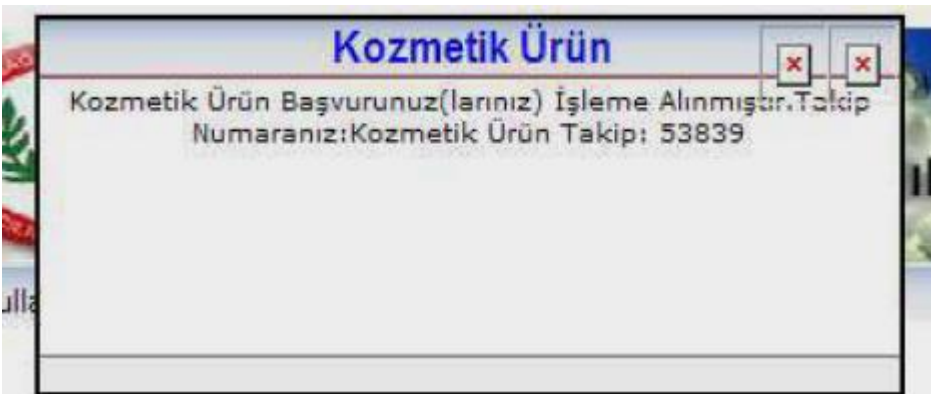 Kozmetik Ürün
Kozmetik Ürün Başvurunuz(larınız) İşleme Alınmıştır.Takip
Numaranız:Kozmetik Ürün Takip: 53839